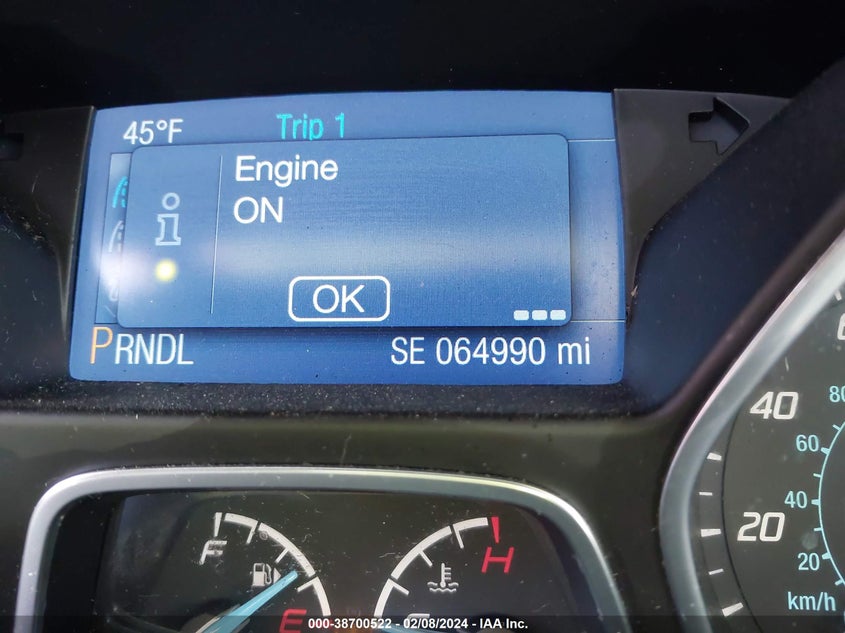 45°F Trip 1
Engine
ON
OK
PRNDL SE 064990 mi
40
80
60
20
40
20
km/h
F
H
E
000-38700522 - 02/08/2024 - IAA Inc.